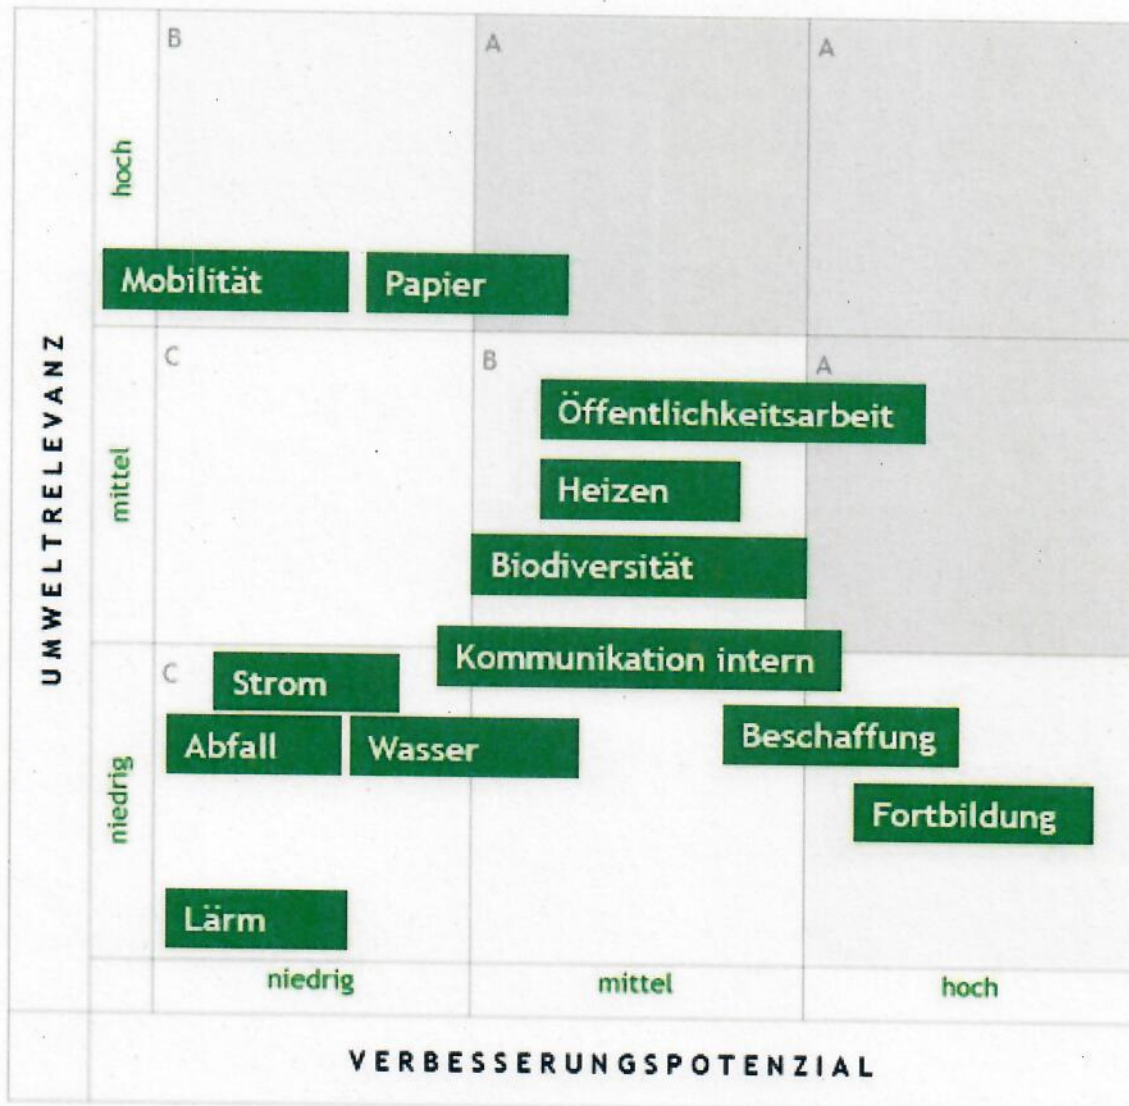 B
A
A
hoch
Mobilität
Papier
UMWELTRELEVANZ
C
B
A
mittel
Öffentlichkeitsarbeit
Heizen
Biodiversität
Kommunikation intern
C
Strom
Abfall
Wasser
Beschaffung
niedrig
Fortbildung
Lärm
niedrig
mittel
hoch
VERBESSERUNGSPOTENZIAL